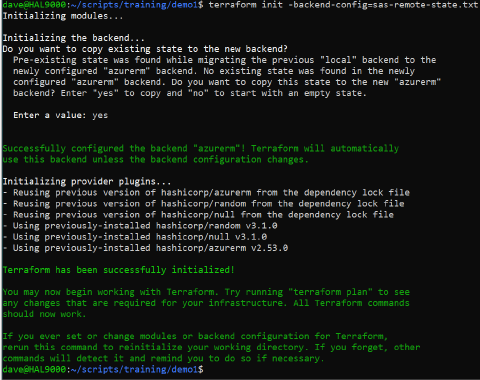 dave@HAL9000:~/scripts/training/demo1$ terraform init -backend-config=sas-remote-state.txt
Initializing modules...
Initializing the backend...
Do you want to copy existing state to the new backend?
Pre-existing state was found while migrating the previous "local" backend to the
newly configured "azurerm" backend. No existing state was found in the newly
configured "azurerm" backend. Do you want to copy this state to the new "azurerm"
backend? Enter "yes" to copy and "no" to start with an empty state.
Enter a value: yes
Successfully configured the backend "azurerm"! Terraform will automatically
use this backend unless the backend configuration changes.
Initializing provider plugins...
- Reusing previous version of hashicorp/azurerm from the dependency lock file
- Reusing previous version of hashicorp/random from the dependency lock file
- Reusing previous version of hashicorp/null from the dependency lock file
- Using previously-installed hashicorp/random v3.1.0
- Using previously-installed hashicorp/null v3.1.0
- Using previously-installed hashicorp/azurerm v2.53.0
Terraform has been successfully initialized!
You may now begin working with Terraform. Try running "terraform plan" to see
any changes that are required for your infrastructure. All Terraform commands
should now work.
If you ever set or change modules or backend configuration for Terraform,
rerun this command to reinitialize your working directory. If you forget, other
commands will detect it and remind you to do so if necessary.
dave@HAL9000:~/scripts/training/demo1$